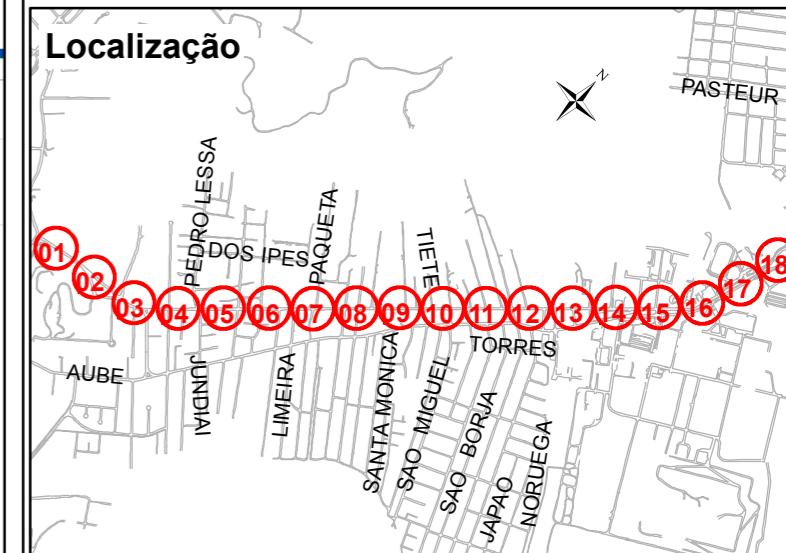 Localização
N
PASTEUR
PEDRO LESSA
DOS IPES
PAQUETA
TIETE
01
02
03
04
05
06
07
08
09
10
11
12
13
14
15
16
17
18
TORRES
AUBE
JUNDIAI
LIMEIRA
SANTA MONICA
SAO MIGUEL
SAO BORJA
JAPAO
NORUEGA